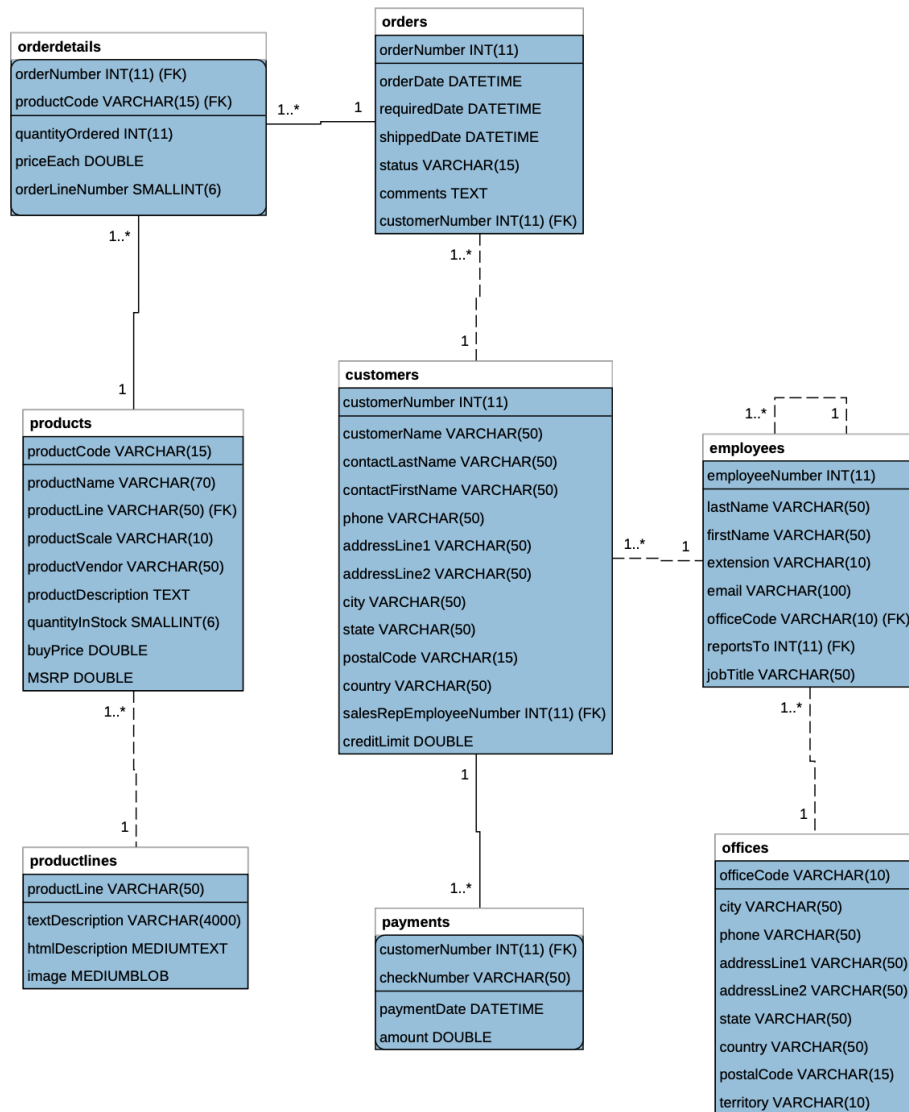 orderdetails
orderNumber INT(11) (FK)
productCode VARCHAR(15) (FK)
quantityOrdered INT(11)
priceEach DOUBLE
orderLineNumber SMALLINT(6)
1..*
1
orders
orderNumber INT(11)
orderDate DATETIME
requiredDate DATETIME
shippedDate DATETIME
status VARCHAR(15)
comments TEXT
customerNumber INT(11) (FK)
1..*
1
1..*
1
products
productCode VARCHAR(15)
productName VARCHAR(70)
productLine VARCHAR(50) (FK)
productScale VARCHAR(10)
productVendor VARCHAR(50)
productDescription TEXT
quantityInStock SMALLINT(6)
buyPrice DOUBLE
MSRP DOUBLE
1..*
1
productlines
productLine VARCHAR(50)
textDescription VARCHAR(4000)
htmlDescription MEDIUMTEXT
image MEDIUMBLOB
customers
customerNumber INT(11)
customerName VARCHAR(50)
contactLastName VARCHAR(50)
contactFirstName VARCHAR(50)
phone VARCHAR(50)
addressLine1 VARCHAR(50)
addressLine2 VARCHAR(50)
city VARCHAR(50)
state VARCHAR(50)
postalCode VARCHAR(15)
country VARCHAR(50)
salesRepEmployeeNumber INT(11) (FK)
creditLimit DOUBLE
1..*
1
1
1..*
payments
customerNumber INT(11) (FK)
checkNumber VARCHAR(50)
paymentDate DATETIME
amount DOUBLE
1..*
1
employees
employeeNumber INT(11)
lastName VARCHAR(50)
firstName VARCHAR(50)
extension VARCHAR(10)
email VARCHAR(100)
officeCode VARCHAR(10) (FK)
reportsTo INT(11) (FK)
jobTitle VARCHAR(50)
1..*
1
offices
officeCode VARCHAR(10)
city VARCHAR(50)
phone VARCHAR(50)
addressLine1 VARCHAR(50)
addressLine2 VARCHAR(50)
state VARCHAR(50)
country VARCHAR(50)
postalCode VARCHAR(15)
territory VARCHAR(10)